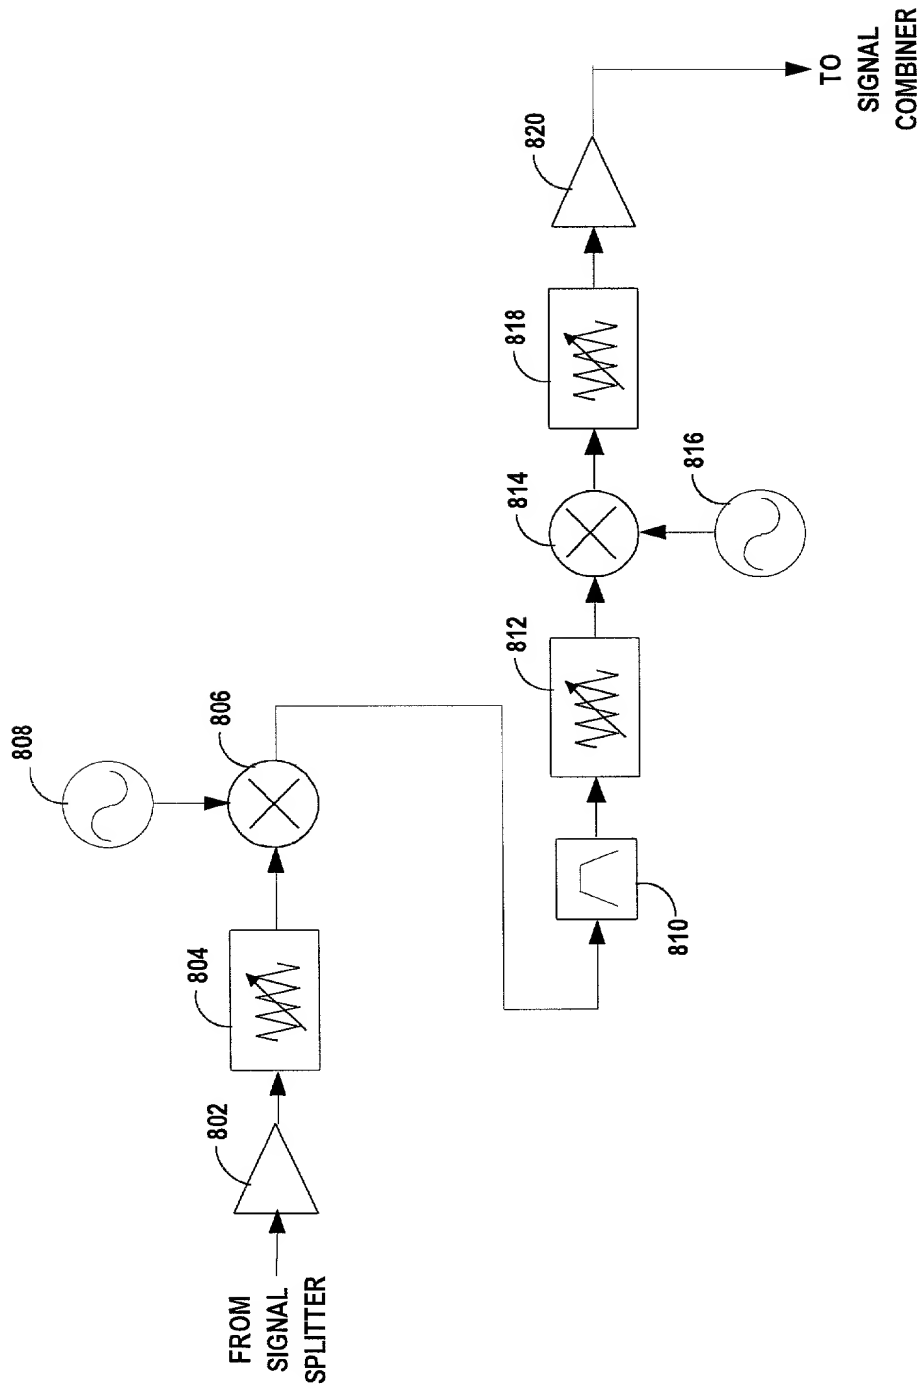 FROM
SIGNAL
SPLITTER
802
804
806
808
810
812
814
816
818
820
TO
SIGNAL
COMBINER